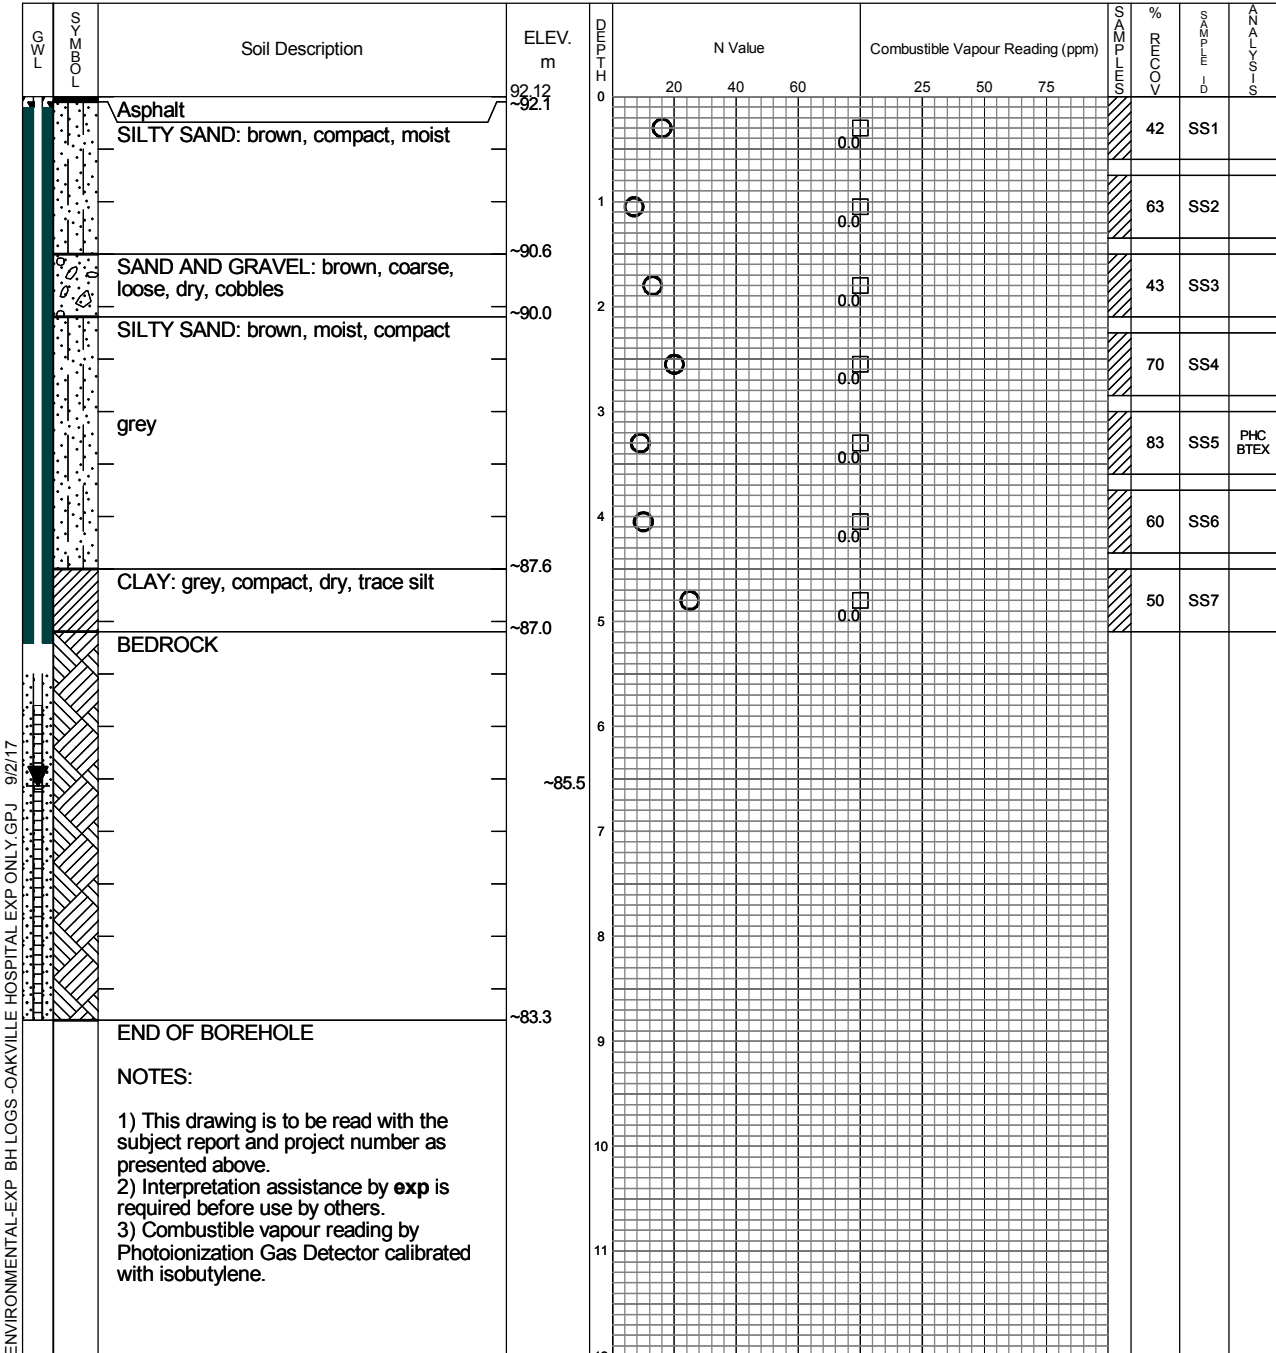 GWL
SYMBOL
Soil Description
ELEV.
m
DEPTH
N Value
Combustible Vapour Reading (ppm)
SAMPLES
% RECOV
SAMPLE ID
ANALYSIS
20 40 60
25 50 75
92.12
0
~92.1
Asphalt
SILTY SAND: brown, compact, moist
0.0
42 SS1
1
0.0
63 SS2
~90.6
SAND AND GRAVEL: brown, coarse,
loose, dry, cobbles
0.0
43 SS3
2
~90.0
SILTY SAND: brown, moist, compact
0.0
70 SS4
3
grey
0.0
83 SS5
PHC
BTEX
4
0.0
60 SS6
~87.6
CLAY: grey, compact, dry, trace silt
0.0
50 SS7
5
~87.0
BEDROCK
6
~85.5
7
8
~83.3
END OF BOREHOLE
9
NOTES:
1) This drawing is to be read with the
subject report and project number as
presented above.
10
2) Interpretation assistance by exp is
required before use by others.
3) Combustible vapour reading by
Photoionization Gas Detector calibrated
with isobutylene.
11
ENVIRONMENTAL-EXP BH LOGS -OAKVILLE HOSPITAL EXP ONLY.GPJ 9/2/17